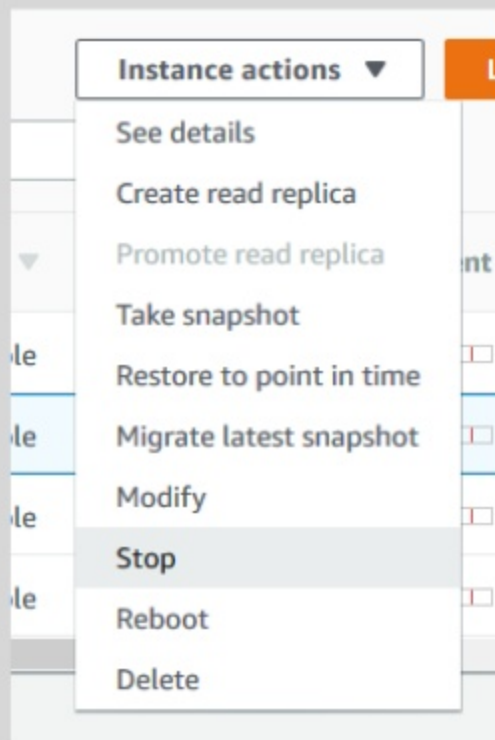 Instance actions
See details
Create read replica
Promote read replica
Take snapshot
Restore to point in time
Migrate latest snapshot
Modify
Stop
Reboot
Delete